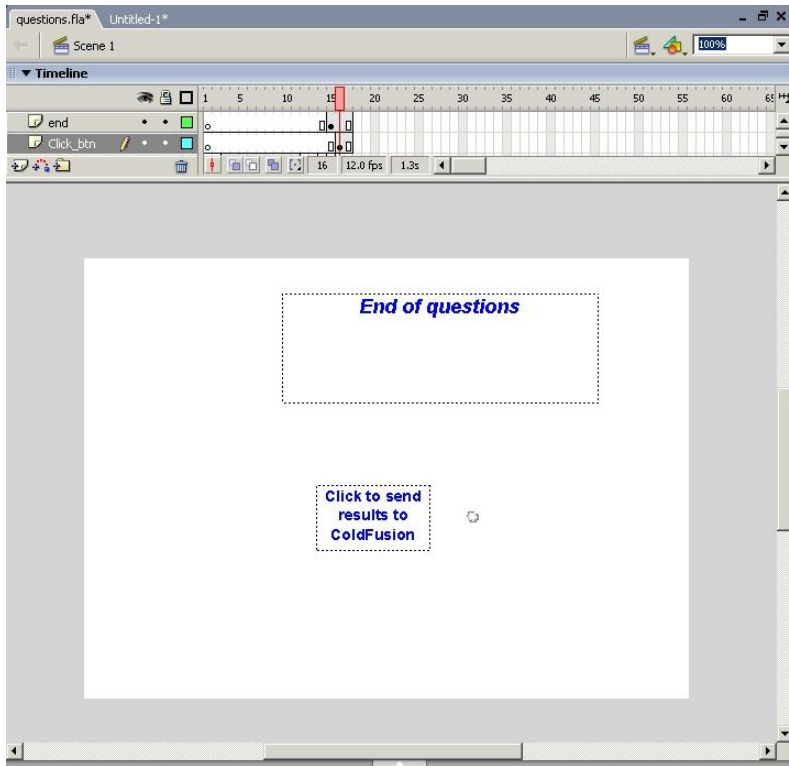 questions.fla* Untitled-1*
Scene 1 100%
Timeline
1 5 10 15 20 25 30 35 40 45 50 55 60 65
end
Click_btn
16 12.0 fps 1.3s
End of questions
Click to send
results to
ColdFusion